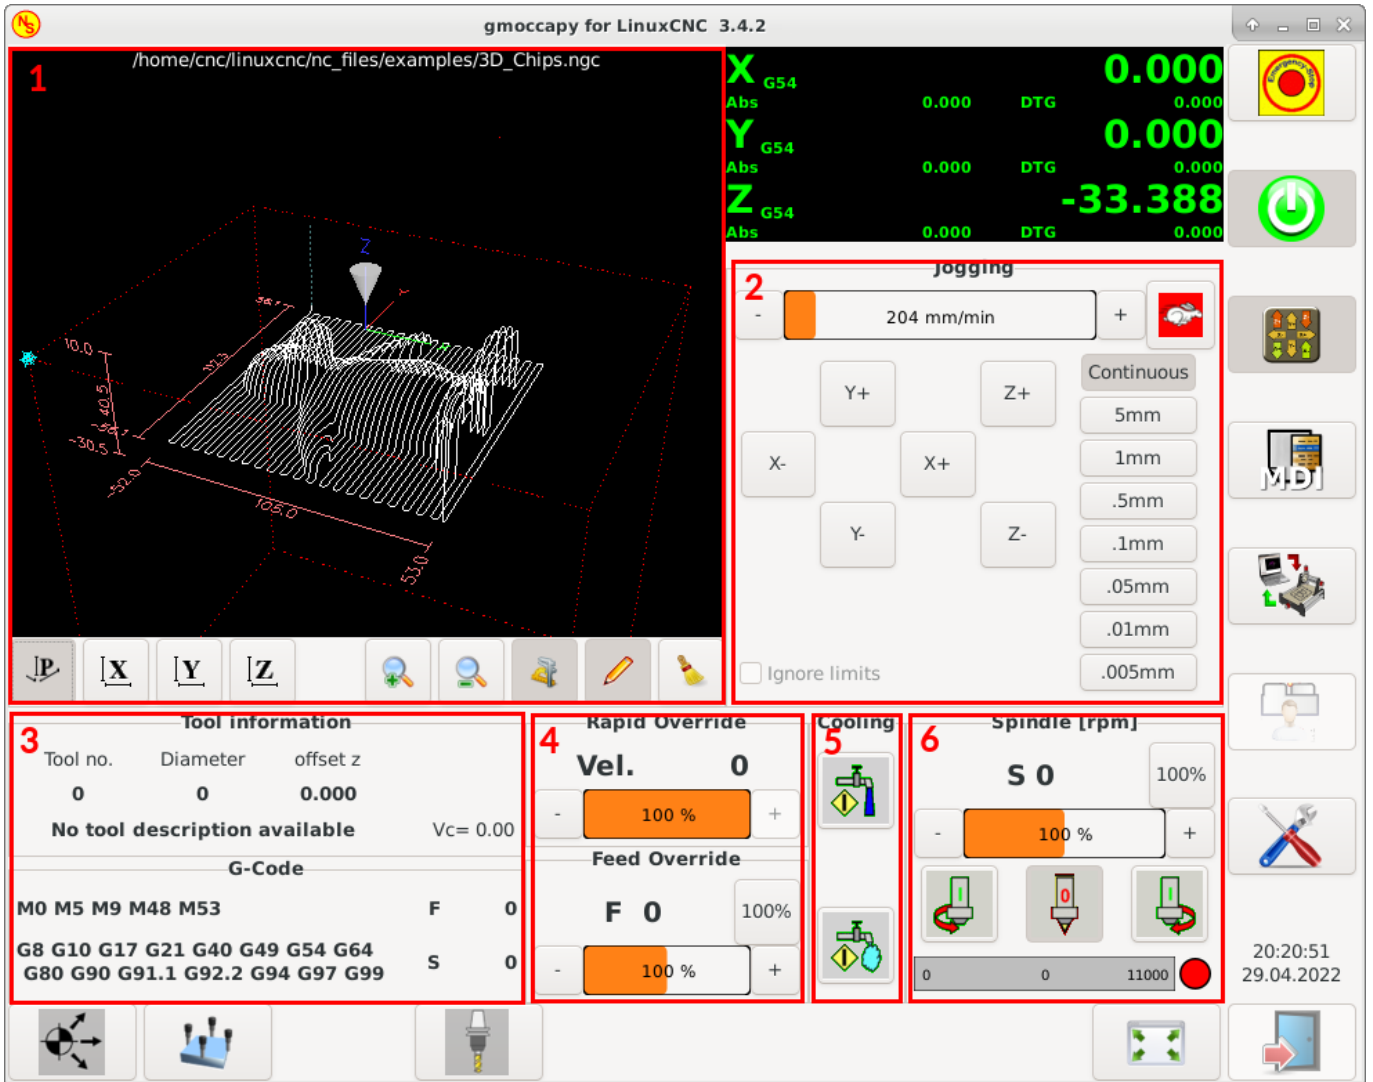 gmoccapy for LinuxCNC 3.4.2
1
/home/cnc/linuxcnc/nc_files/examples/3D_Chips.ngc
Z
10.0
40.5
-30.5
-52.0
105.0
53.0
P
X
Y
Z
X G54 0.000
Abs 0.000 DTG 0.000
Y G54 0.000
Abs 0.000 DTG 0.000
Z G54 -33.388
Abs 0.000 DTG 0.000
2
Jogging
- 204 mm/min +
Y+ Z+
X- X+
Y- Z-
Continuous
5mm
1mm
.5mm
.1mm
.05mm
.01mm
.005mm
Ignore limits
3
Tool information
Tool no. Diameter offset z
0 0 0.000
No tool description available Vc= 0.00
G-Code
M0 M5 M9 M48 M53 F 0
G8 G10 G17 G21 G40 G49 G54 G64
G80 G90 G91.1 G92.2 G94 G97 G99
S 0
4
Rapid Override
Vel. 0
- 100 % +
Feed Override
F 0 100%
- 100 % +
5
Cooling
6
Spindle [rpm]
S 0 100%
- 100 % +
0
0 0 11000
Emergency-Stop
MDI
20:20:51
29.04.2022